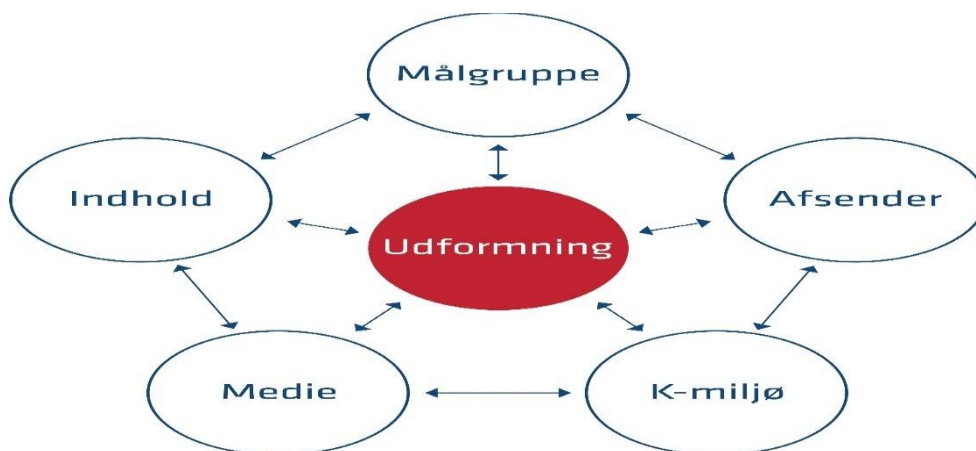 Målgruppe
Indhold
Afsender
Udformning
Medie
K-miljø